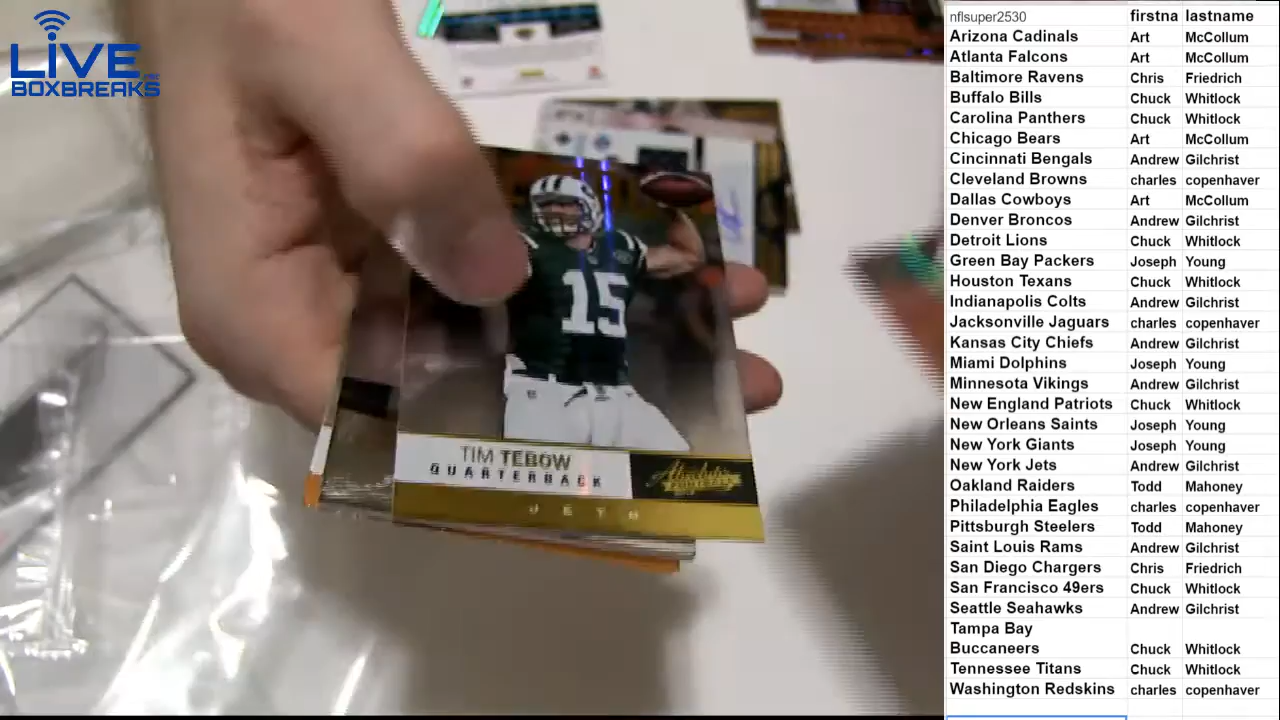 LIVE
BOXBREAKS
15
TIM TEBOW
QUARTERBACK
JETS
Absolute
nflsuper2530 firstna lastname
Arizona Cadinals Art McCollum
Atlanta Falcons Art McCollum
Baltimore Ravens Chris Friedrich
Buffalo Bills Chuck Whitlock
Carolina Panthers Chuck Whitlock
Chicago Bears Art McCollum
Cincinnati Bengals Andrew Gilchrist
Cleveland Browns charles copenhaver
Dallas Cowboys Art McCollum
Denver Broncos Andrew Gilchrist
Detroit Lions Chuck Whitlock
Green Bay Packers Joseph Young
Houston Texans Chuck Whitlock
Indianapolis Colts Andrew Gilchrist
Jacksonville Jaguars charles copenhaver
Kansas City Chiefs Andrew Gilchrist
Miami Dolphins Joseph Young
Minnesota Vikings Andrew Gilchrist
New England Patriots Chuck Whitlock
New Orleans Saints Joseph Young
New York Giants Joseph Young
New York Jets Andrew Gilchrist
Oakland Raiders Todd Mahoney
Philadelphia Eagles charles copenhaver
Pittsburgh Steelers Todd Mahoney
Saint Louis Rams Andrew Gilchrist
San Diego Chargers Chris Friedrich
San Francisco 49ers Chuck Whitlock
Seattle Seahawks Andrew Gilchrist
Tampa Bay
Buccaneers Chuck Whitlock
Tennessee Titans Chuck Whitlock
Washington Redskins charles copenhaver